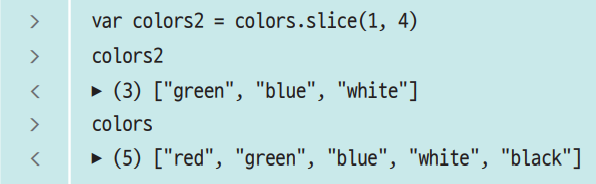 > var colors2 = colors.slice(1, 4)
> colors2
< ▶ (3) ["green", "blue", "white"]
> colors
< ▶ (5) ["red", "green", "blue", "white", "black"]